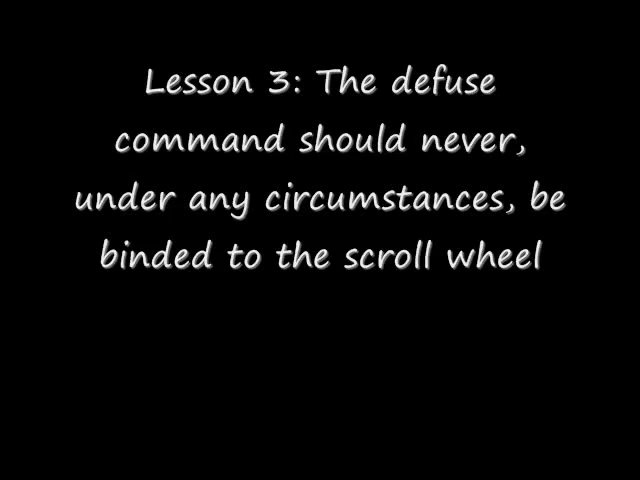 Lesson 3: The defuse
command should never,
under any circumstances, be
binded to the scroll wheel